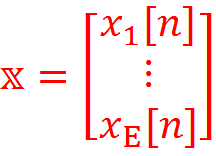 𝕩 = [x₁[n]
⋮
x_E[n]]